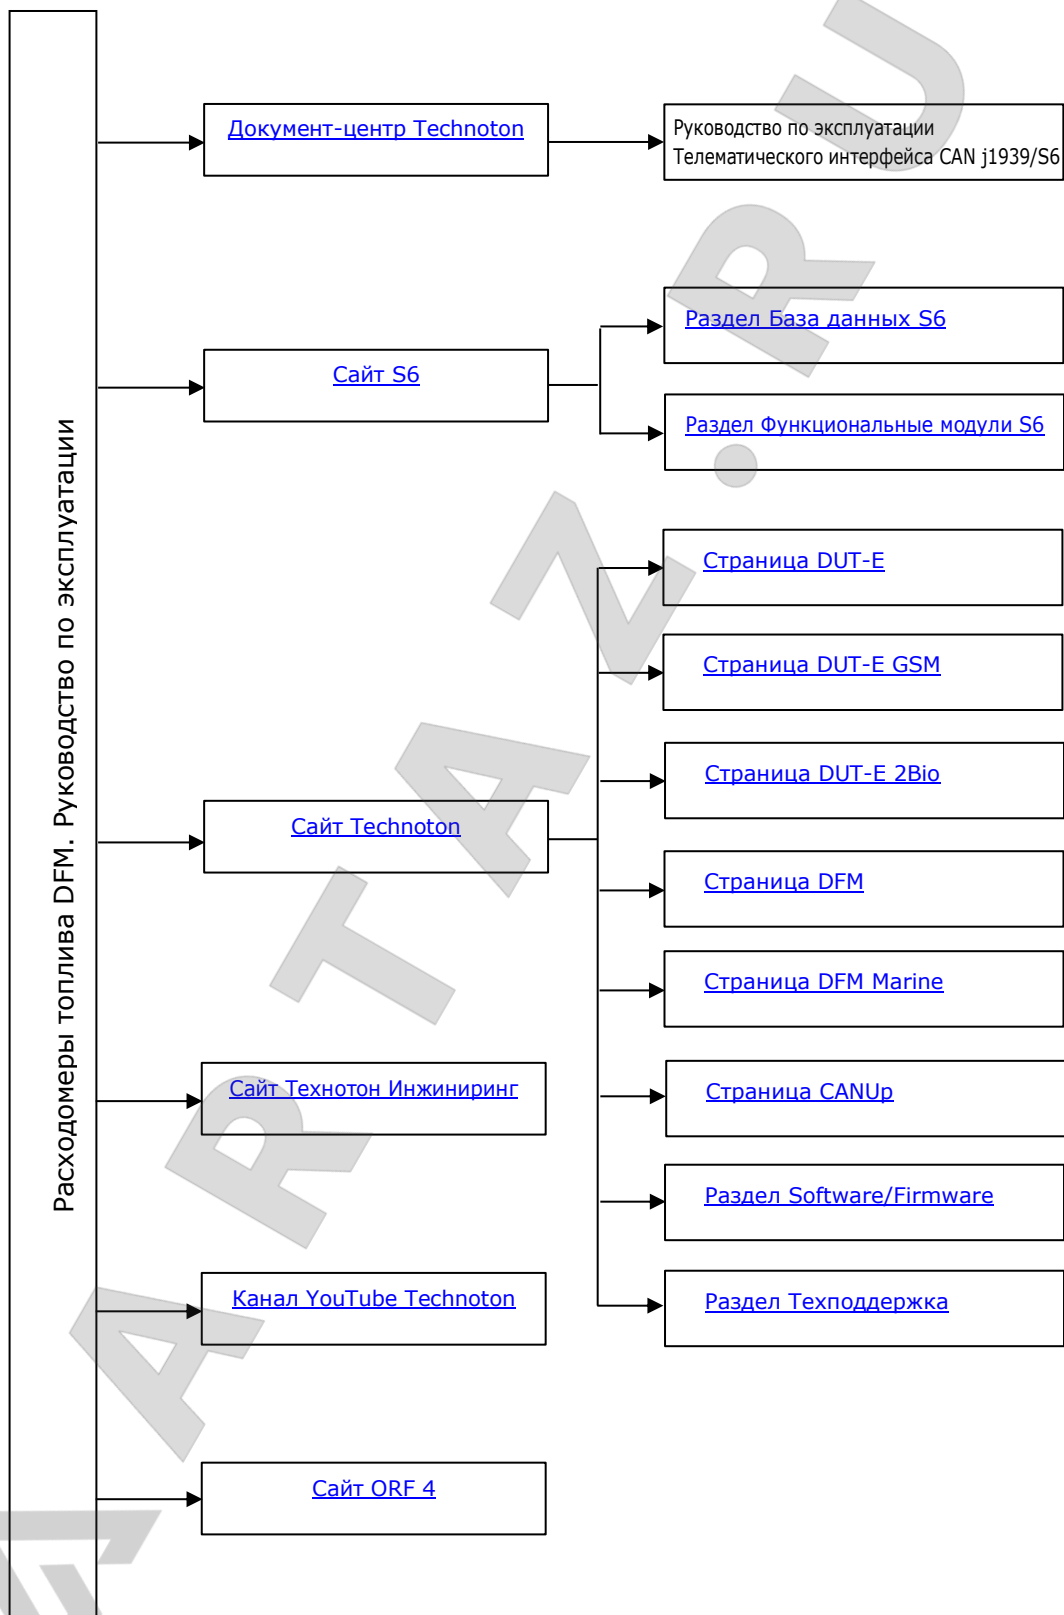 Расходомеры топлива DFM. Руководство по эксплуатации
Документ-центр Technoton
Руководство по эксплуатации
Телематического интерфейса CAN j1939/S6
Сайт S6
Раздел База данных S6
Раздел Функциональные модули S6
Сайт Technoton
Страница DUT-E
Страница DUT-E GSM
Страница DUT-E 2Bio
Страница DFM
Страница DFM Marine
Страница CANUp
Раздел Software/Firmware
Раздел Техподдержка
Сайт Технотон Инжиниринг
Канал YouTube Technoton
Сайт ORF 4
ARTAZ.RU